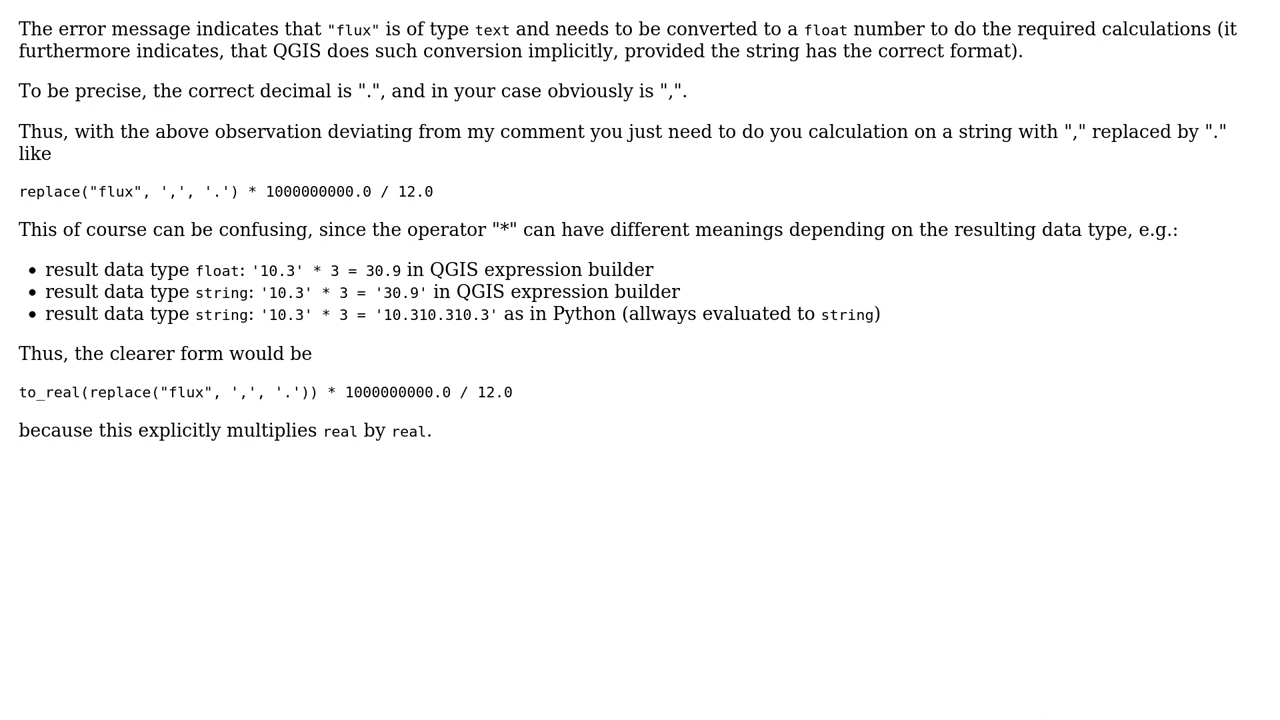 The error message indicates that "flux" is of type text and needs to be converted to a float number to do the required calculations (it
furthermore indicates, that QGIS does such conversion implicitly, provided the string has the correct format).
To be precise, the correct decimal is ".", and in your case obviously is ",".
Thus, with the above observation deviating from my comment you just need to do you calculation on a string with "," replaced by "."
like
replace("flux", ',', '.') * 1000000000.0 / 12.0
This of course can be confusing, since the operator "*" can have different meanings depending on the resulting data type, e.g.:
• result data type float: '10.3' * 3 = 30.9 in QGIS expression builder
• result data type string: '10.3' * 3 = '30.9' in QGIS expression builder
• result data type string: '10.3' * 3 = '10.310.310.3' as in Python (allways evaluated to string)
Thus, the clearer form would be
to_real(replace("flux", ',', '.')) * 1000000000.0 / 12.0
because this explicitly multiplies real by real.